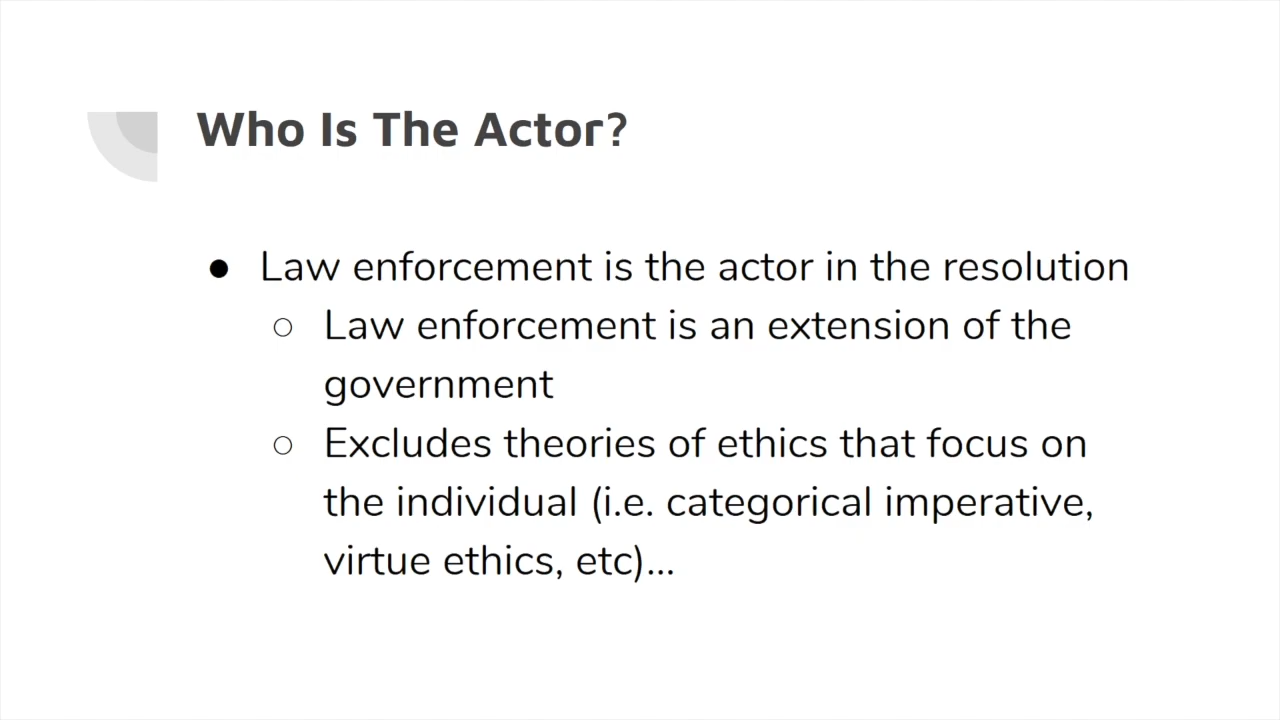 Who Is The Actor?
● Law enforcement is the actor in the resolution
○ Law enforcement is an extension of the
government
○ Excludes theories of ethics that focus on
the individual (i.e. categorical imperative,
virtue ethics, etc)...